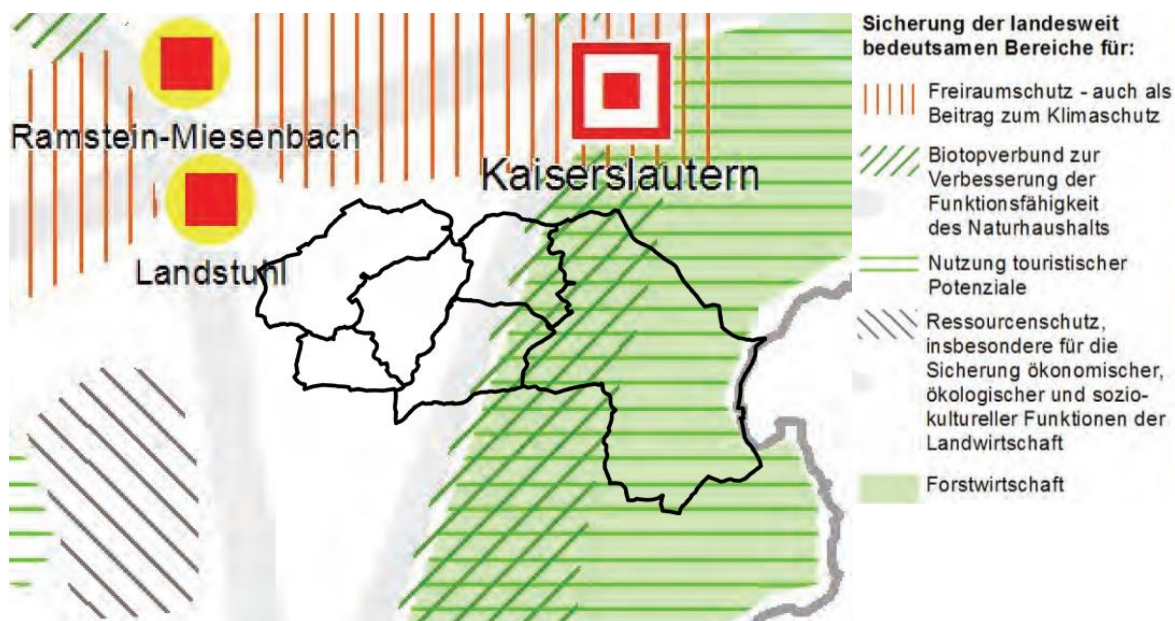 Ramstein-Miesenbach
Landstuhl
Kaiserslautern
Sicherung der landesweit
bedeutsamen Bereiche für:
Freiraumschutz - auch als
Beitrag zum Klimaschutz
Biotopverbund zur
Verbesserung der
Funktionsfähigkeit
des Naturhaushalts
Nutzung touristischer
Potenziale
Ressourcenschutz,
insbesondere für die
Sicherung ökonomischer,
ökologischer und sozio-
kultureller Funktionen der
Landwirtschaft
Forstwirtschaft